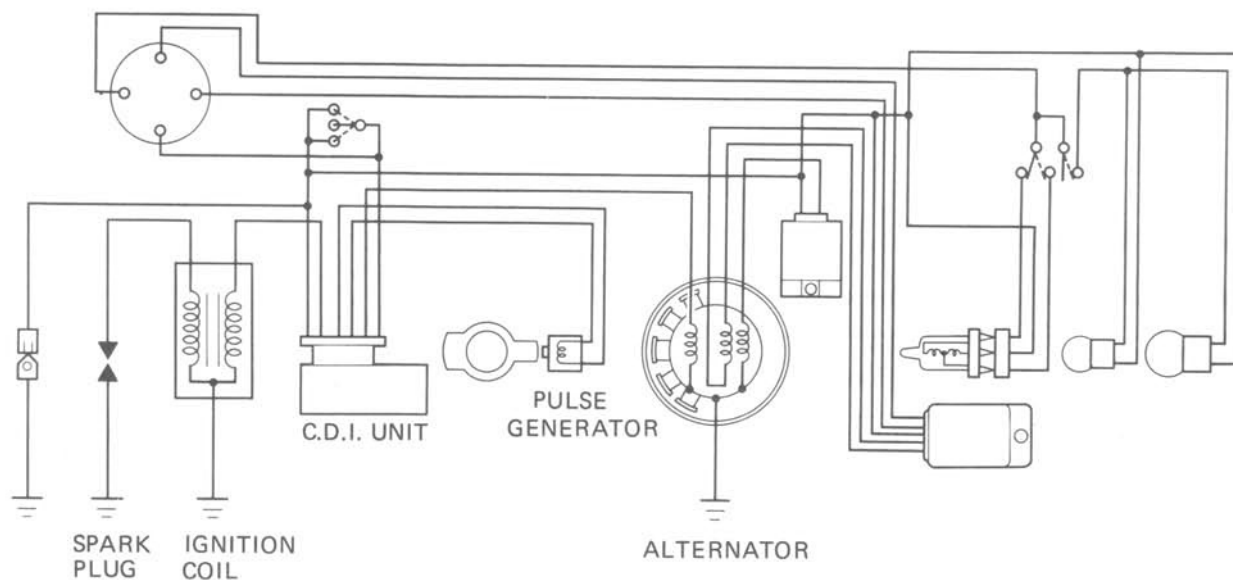 C.D.I. UNIT
PULSE
GENERATOR
SPARK
PLUG
IGNITION
COIL
ALTERNATOR